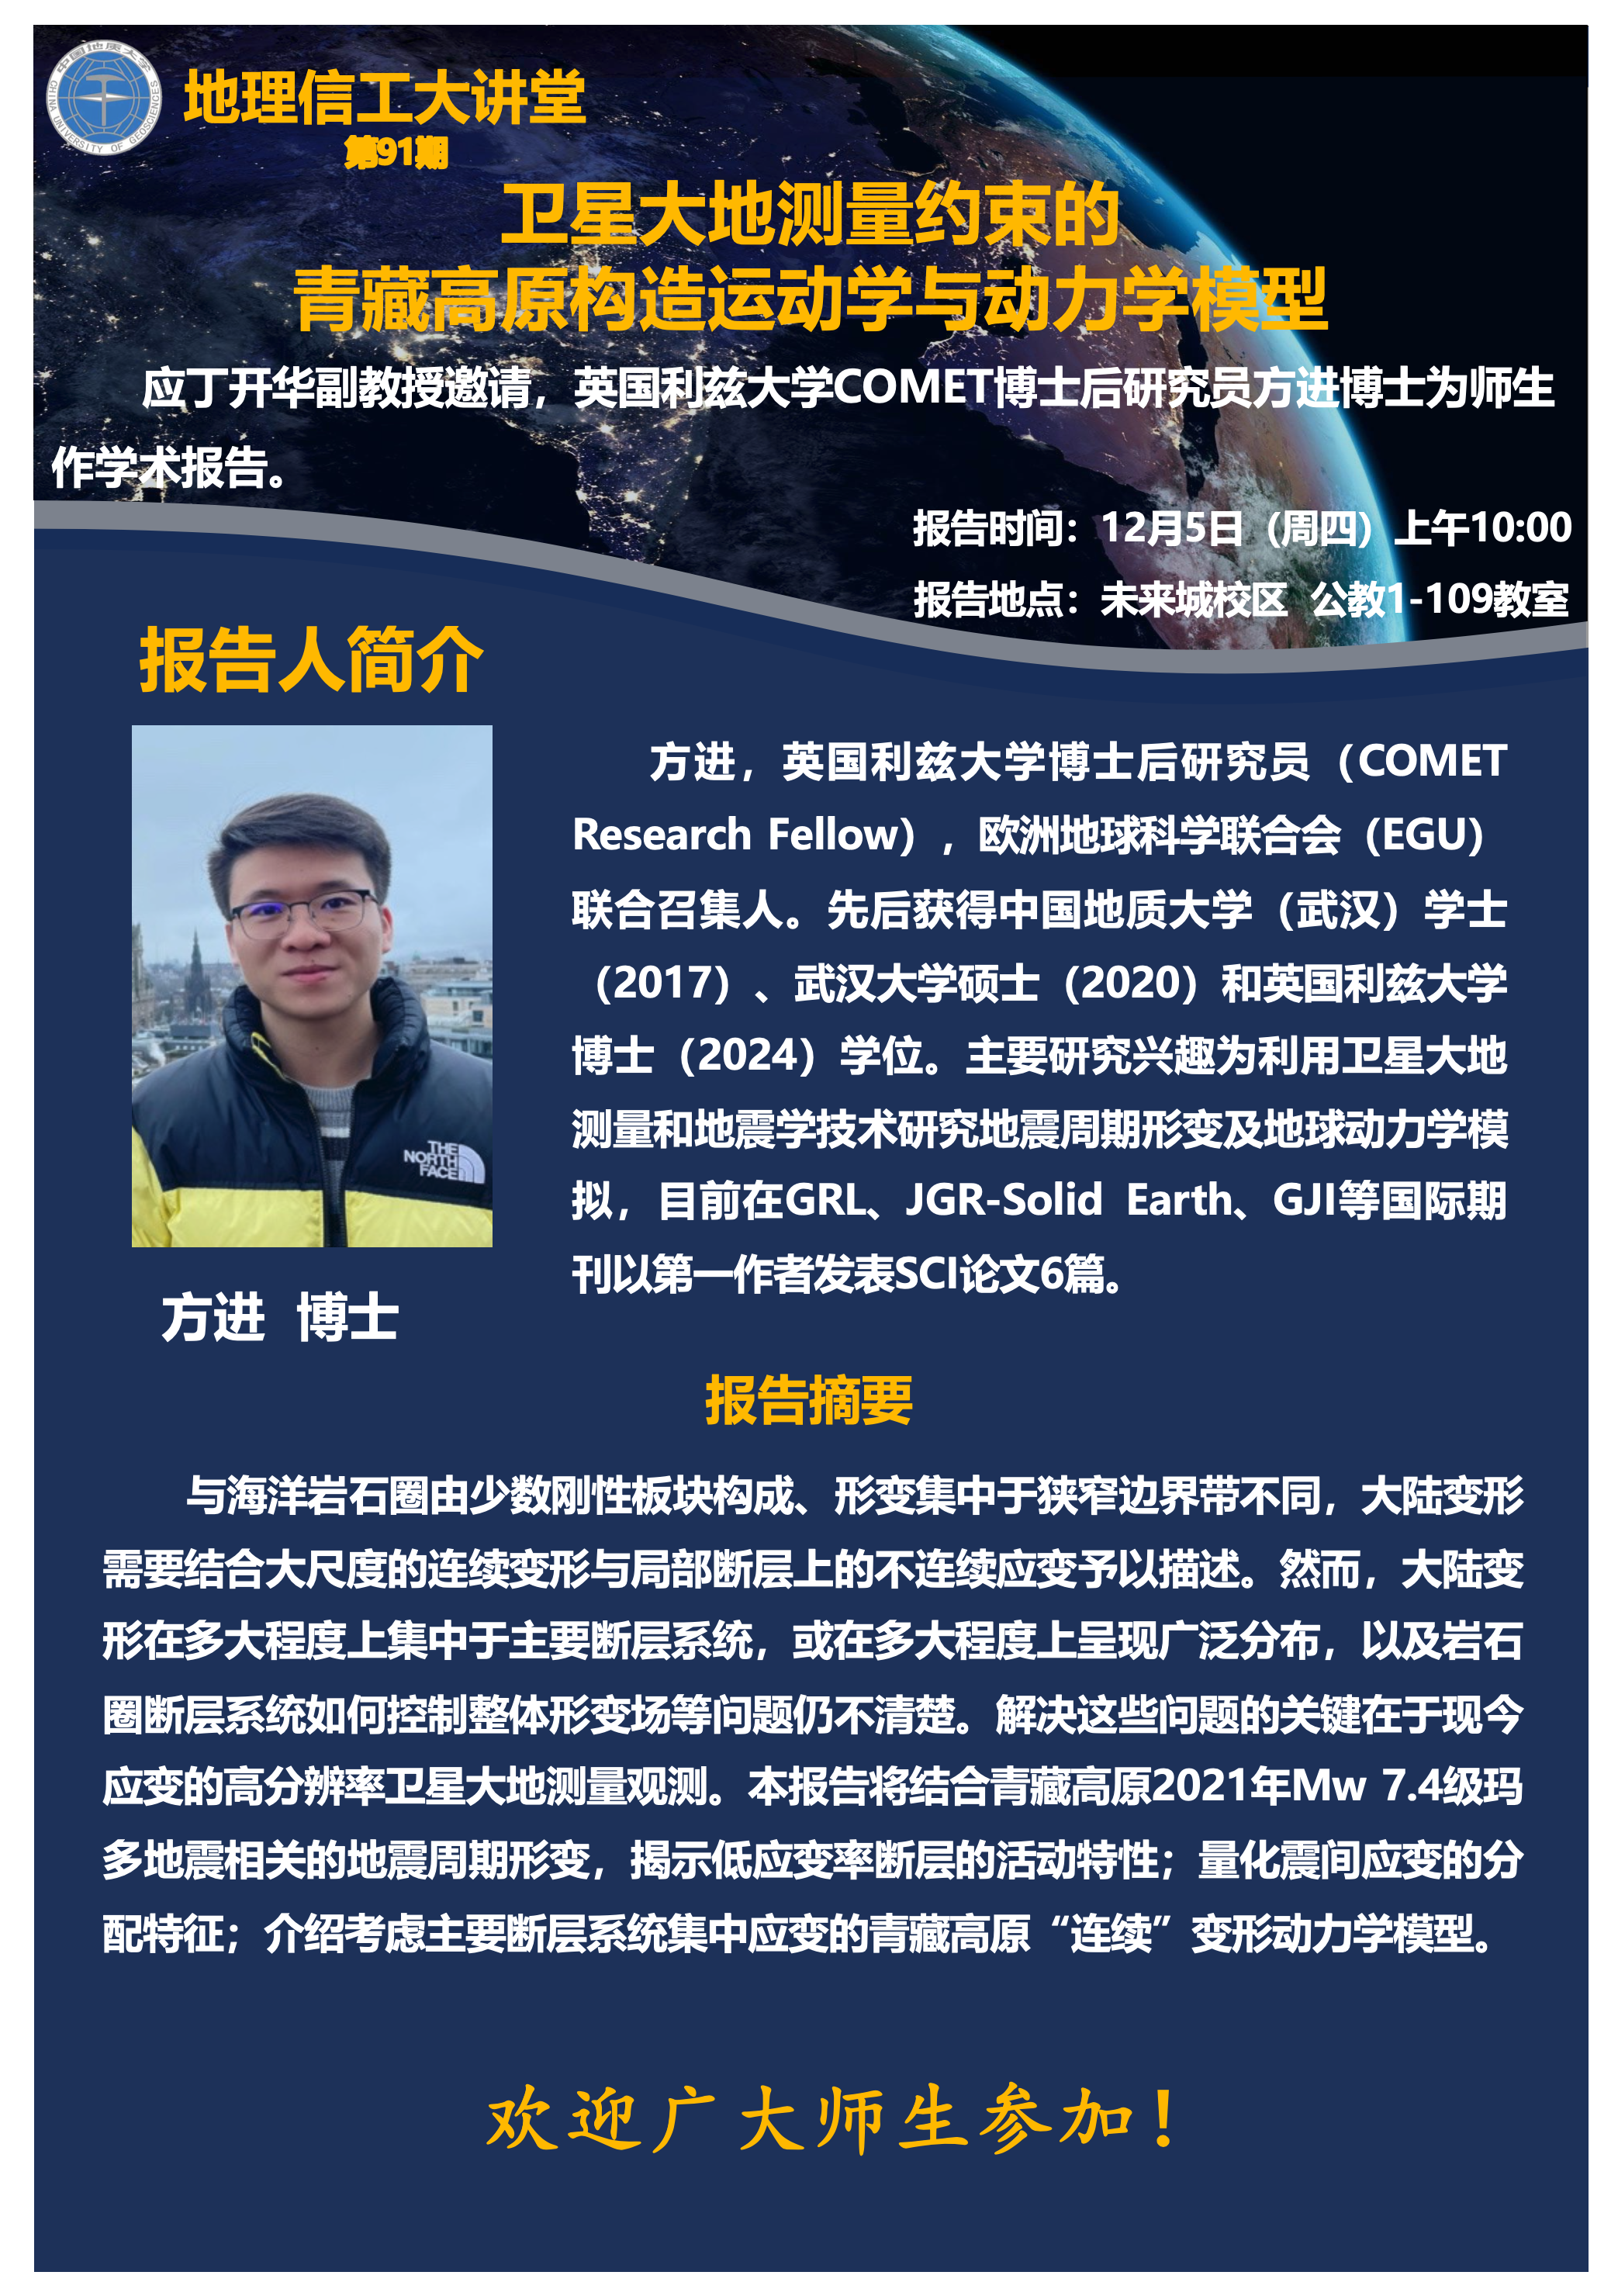 中国地质大学
CHINA UNIVERSITY OF GEOSCIENCES
地理信工大讲堂
第91期
卫星大地测量约束的
青藏高原构造运动学与动力学模型
应丁开华副教授邀请，英国利兹大学COMET博士后研究员方进博士为师生
作学术报告。
报告时间：12月5日（周四）上午10:00
报告地点：未来城校区 公教1-109教室
报告人简介
THE
NORTH
FACE
方进 博士
方进，英国利兹大学博士后研究员（COMET
Research Fellow），欧洲地球科学联合会（EGU）
联合召集人。先后获得中国地质大学（武汉）学士
（2017）、武汉大学硕士（2020）和英国利兹大学
博士（2024）学位。主要研究兴趣为利用卫星大地
测量和地震学技术研究地震周期形变及地球动力学模
拟，目前在GRL、JGR-Solid Earth、GJI等国际期
刊以第一作者发表SCI论文6篇。
报告摘要
与海洋岩石圈由少数刚性板块构成、形变集中于狭窄边界带不同，大陆变形
需要结合大尺度的连续变形与局部断层上的不连续应变予以描述。然而，大陆变
形在多大程度上集中于主要断层系统，或在多大程度上呈现广泛分布，以及岩石
圈断层系统如何控制整体形变场等问题仍不清楚。解决这些问题的关键在于现今
应变的高分辨率卫星大地测量观测。本报告将结合青藏高原2021年Mw 7.4级玛
多地震相关的地震周期形变，揭示低应变率断层的活动特性；量化震间应变的分
配特征；介绍考虑主要断层系统集中应变的青藏高原“连续”变形动力学模型。
欢迎广大师生参加！